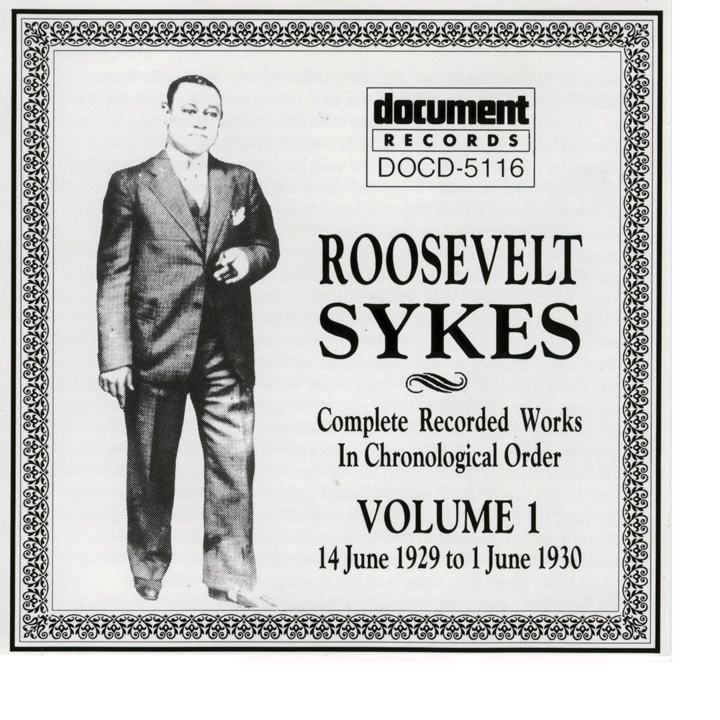 document
RECORDS
DOCD-5116
ROOSEVELT
SYKES
Complete Recorded Works
In Chronological Order
VOLUME 1
14 June 1929 to 1 June 1930